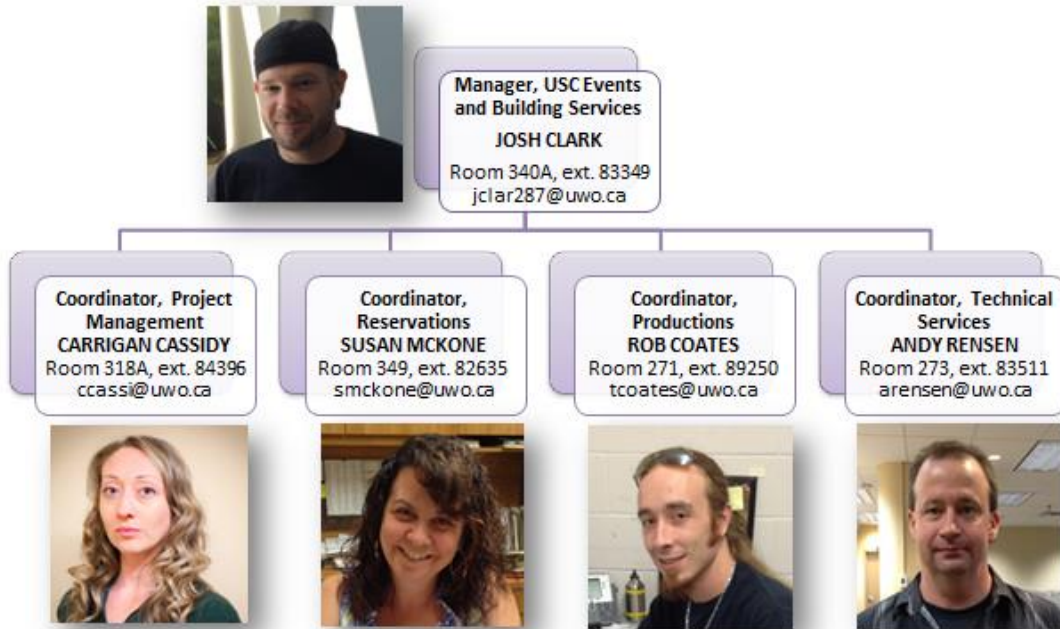 Manager, USC Events
and Building Services
JOSH CLARK
Room 340A, ext. 83349
jclar287@uwo.ca
Coordinator, Project
Management
CARRIGAN CASSIDY
Room 318A, ext. 84396
ccassi@uwo.ca
Coordinator,
Reservations
SUSAN MCKONE
Room 349, ext. 82635
smckone@uwo.ca
Coordinator,
Productions
ROB COATES
Room 271, ext. 89250
tcoates@uwo.ca
Coordinator, Technical
Services
ANDY RENSEN
Room 273, ext. 83511
arensen@uwo.ca